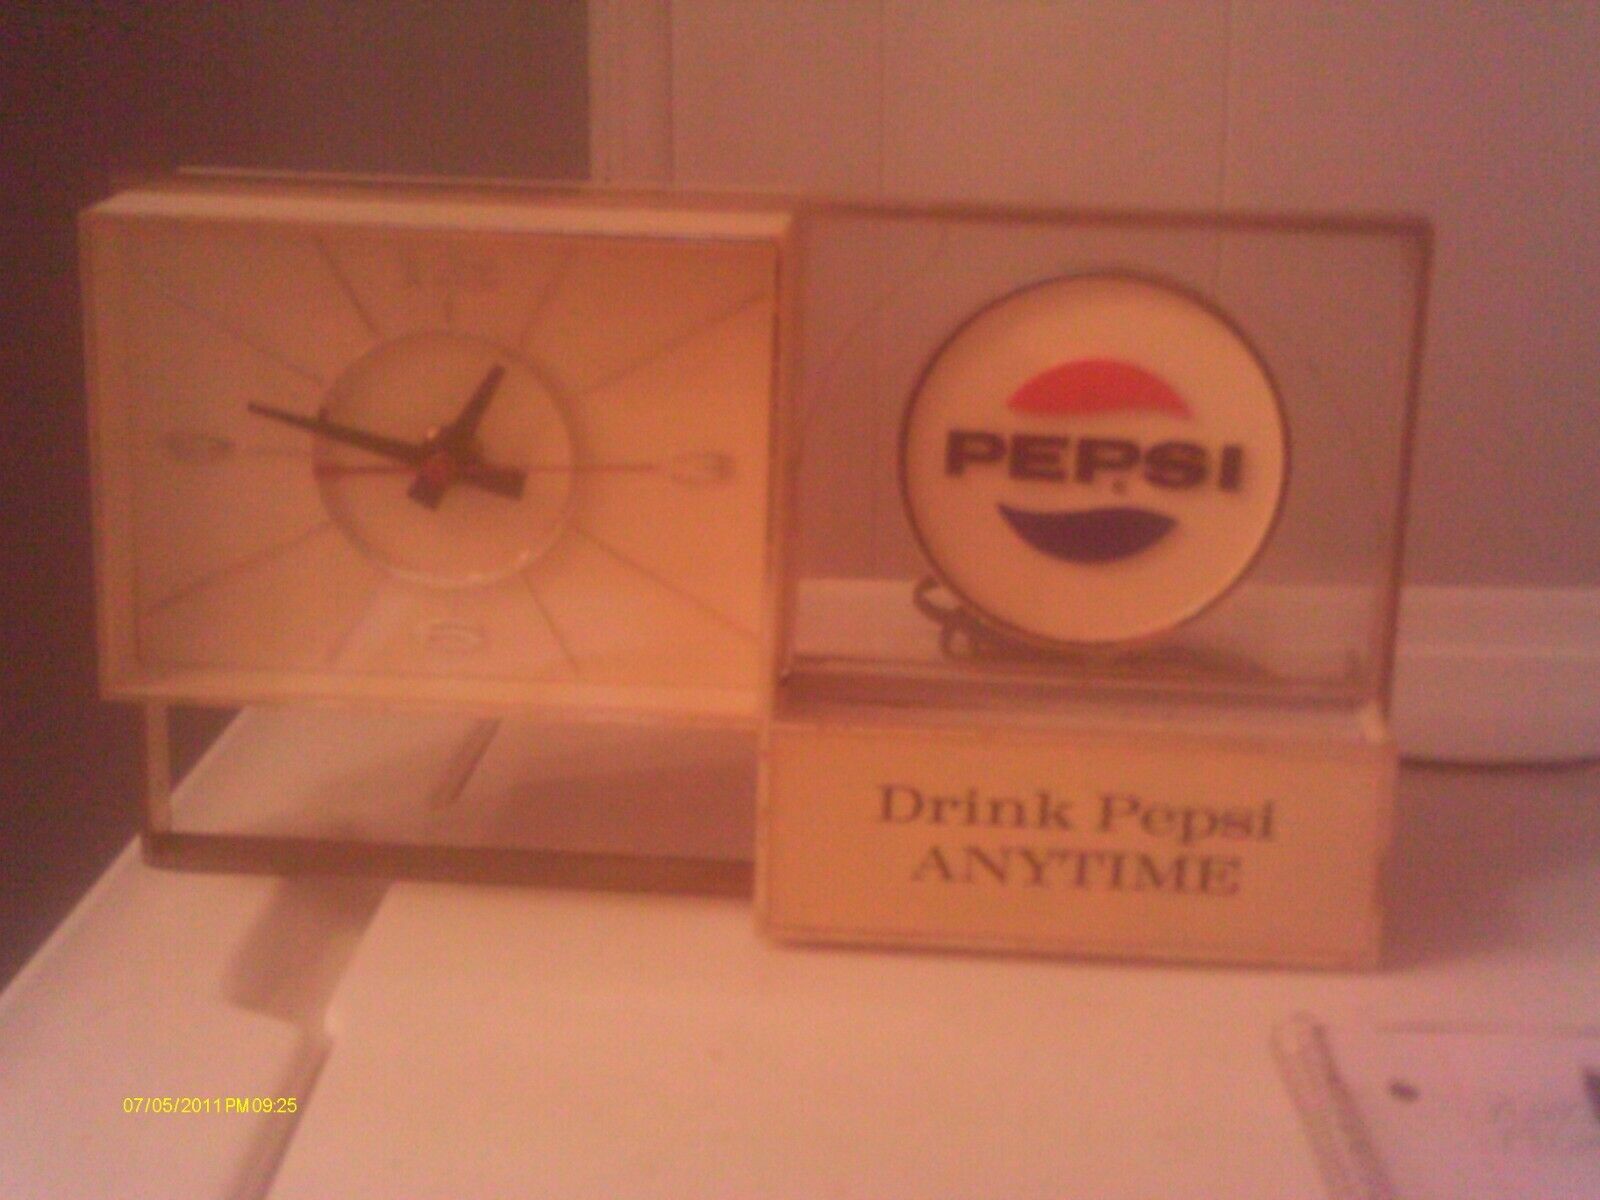 PEPSI
Drink Pepsi
ANYTIME
07/05/2011 PM 09:25